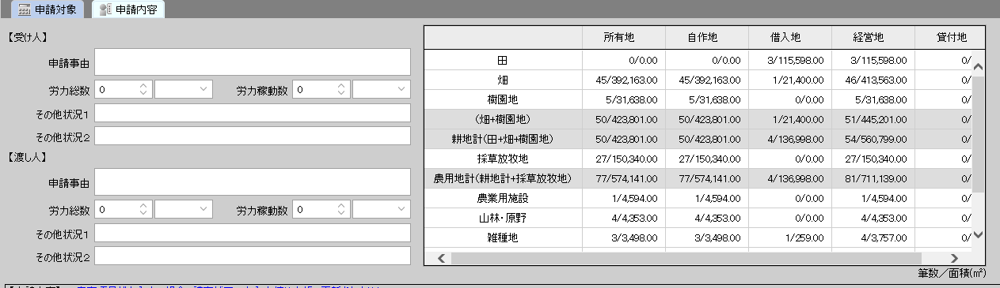 申請対象 申請内容
【受け人】
申請事由
労力総数 0 労力稼動数 0
その他状況1
その他状況2
【渡し人】
申請事由
労力総数 0 労力稼動数 0
その他状況1
その他状況2
所有地 自作地 借入地 経営地 貸付地
田 0/0.00 0/0.00 3/115,598.00 3/115,598.00 0/
畑 45/392,163.00 45/392,163.00 1/21,400.00 46/413,563.00 0/
樹園地 5/31,638.00 5/31,638.00 0/0.00 5/31,638.00 0/
(畑+樹園地) 50/423,801.00 50/423,801.00 1/21,400.00 51/445,201.00 0/
耕地計(田+畑+樹園地) 50/423,801.00 50/423,801.00 4/136,998.00 54/560,799.00 0/
採草放牧地 27/150,340.00 27/150,340.00 0/0.00 27/150,340.00 0/
農用地計(耕地計+採草放牧地) 77/574,141.00 77/574,141.00 4/136,998.00 81/711,139.00 0/
農業用施設 1/4,594.00 1/4,594.00 0/0.00 1/4,594.00 0/
山林・原野 4/4,353.00 4/4,353.00 0/0.00 4/4,353.00 0/
雑種地 3/3,498.00 3/3,498.00 1/259.00 4/3,757.00 0/
筆数/面積(㎡)